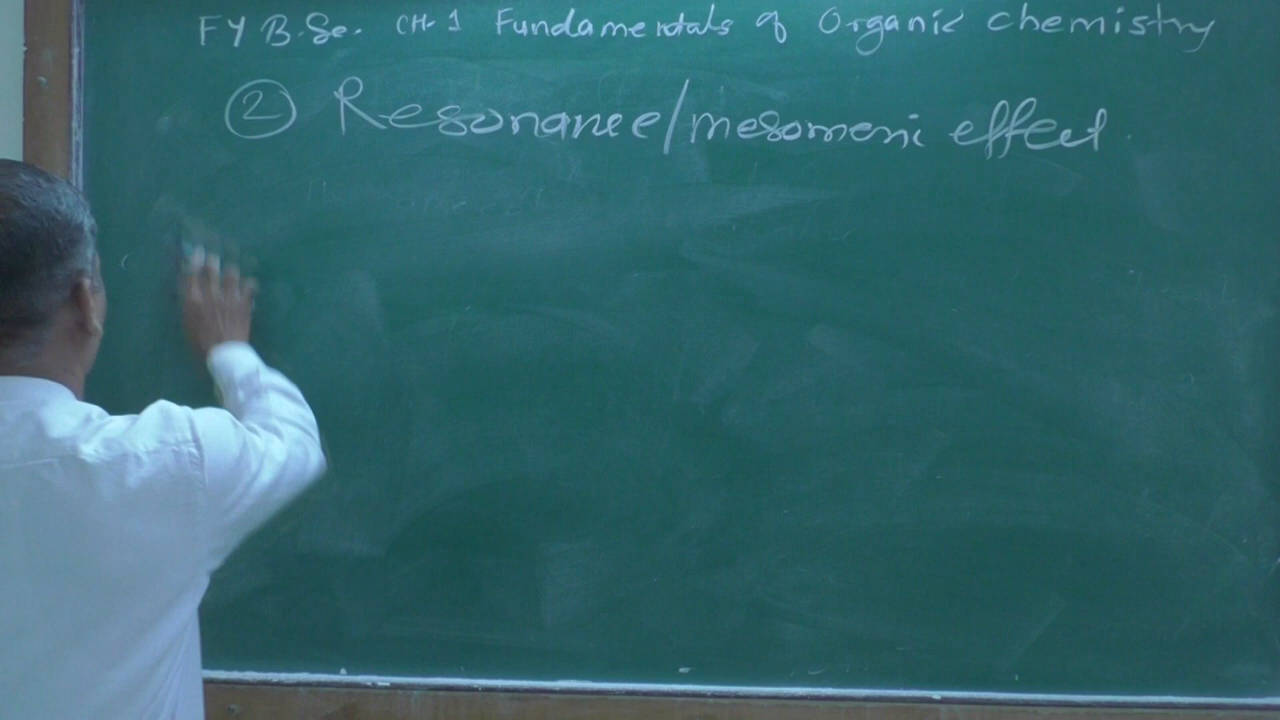 FY B.Sc. CH-1 Fundamentals of Organic chemistry
② Resonance/mesomeric effect